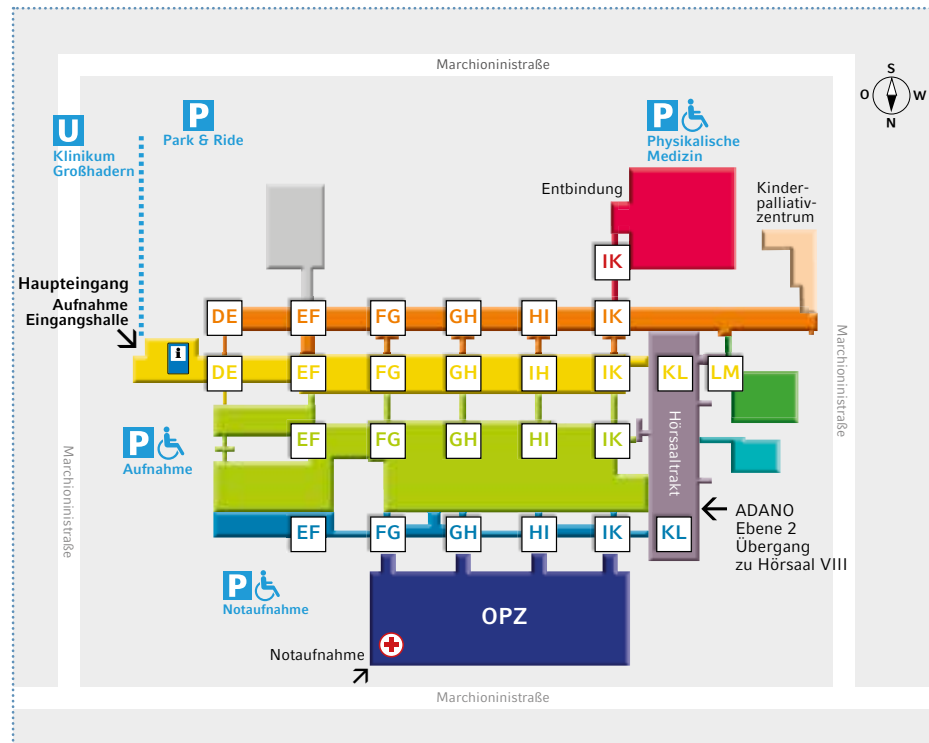 Marchioninistraße
S
O
W
N
P
U
Park & Ride
Klinikum
Großhadern
P
Physikalische
Medizin
Entbindung
Kinder-
palliativ-
zentrum
IK
Haupteingang
Aufnahme
Eingangshalle
DE
EF
FG
GH
HI
IK
i
DE
EF
FG
GH
IH
IK
KL
LM
Marchioninistraße
Hörsaaltrakt
P
Aufnahme
EF
FG
GH
HI
IK
Marchioninistraße
EF
FG
GH
HI
IK
KL
ADANO
Ebene 2
Übergang
zu Hörsaal VIII
P
Notaufnahme
OPZ
Notaufnahme
Marchioninistraße